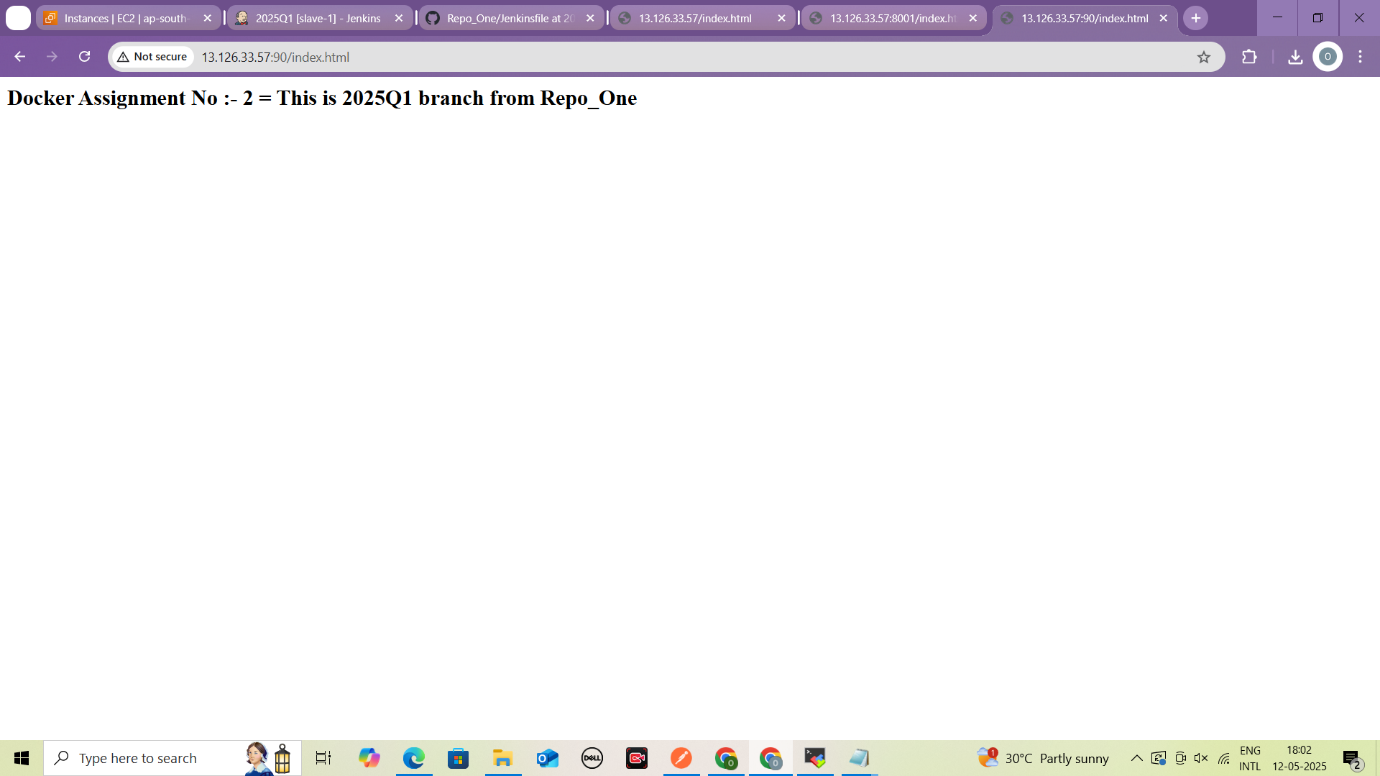 Instances | EC2 | ap-south-
2025Q1 [slave-1] - Jenkins
Repo_One/Jenkinsfile at 20
13.126.33.57/index.html
13.126.33.57:8001/index.ht
13.126.33.57:90/index.html
Not secure
13.126.33.57:90/index.html
O
Docker Assignment No :- 2 = This is 2025Q1 branch from Repo_One
Type here to search
DELL
O
O
1
30°C Partly sunny
ENG
INTL
18:02
12-05-2025
2